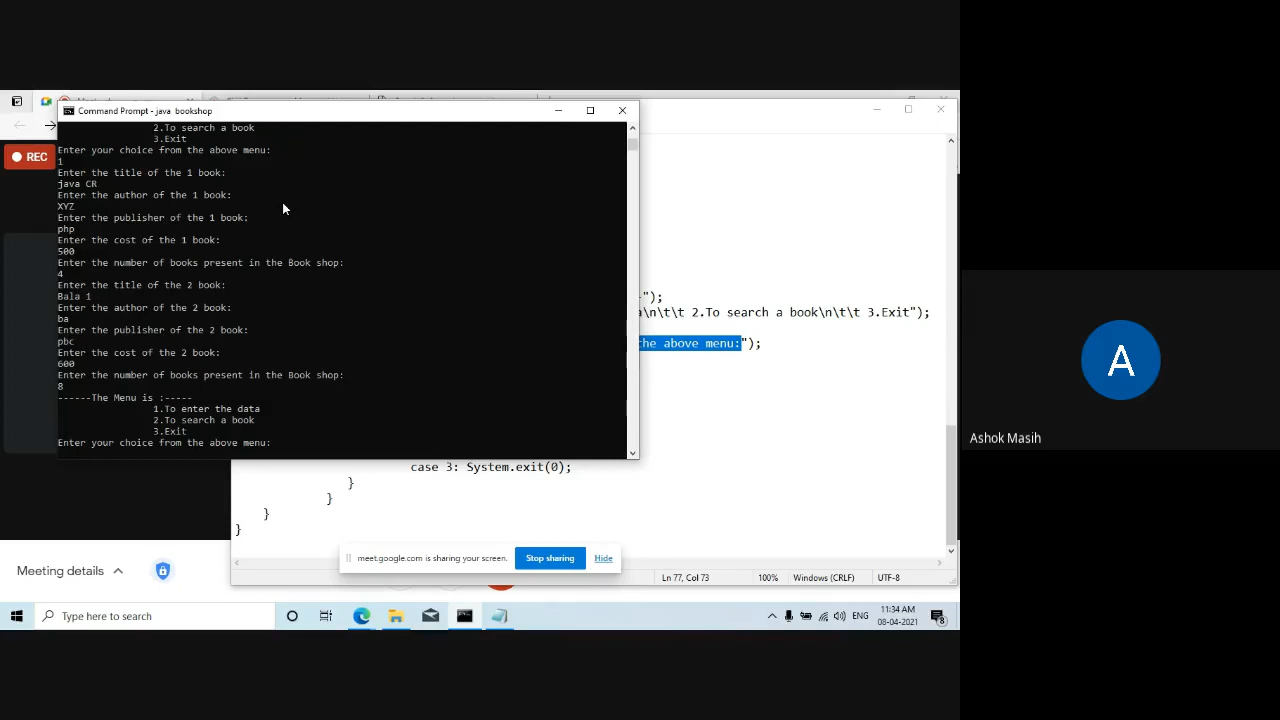 Command Prompt - java bookshop
2.To search a book
3.Exit
Enter your choice from the above menu:
1
Enter the title of the 1 book:
java CR
Enter the author of the 1 book:
XYZ
Enter the publisher of the 1 book:
php
Enter the cost of the 1 book:
500
Enter the number of books present in the Book shop:
4
Enter the title of the 2 book:
Bala 1
Enter the author of the 2 book:
ba
Enter the publisher of the 2 book:
pbc
Enter the cost of the 2 book:
600
Enter the number of books present in the Book shop:
8
------The Menu is :-----
1.To enter the data
2.To search a book
3.Exit
Enter your choice from the above menu:
REC
-");
a\n\t\t 2.To search a book\n\t\t 3.Exit");
the above menu:");
case 3: System.exit(0);
}
}
}
}
meet.google.com is sharing your screen.
Stop sharing
Hide
Meeting details
Ln 77, Col 73
100%
Windows (CRLF)
UTF-8
Type here to search
ENG
11:34 AM
08-04-2021
8
A
Ashok Masih